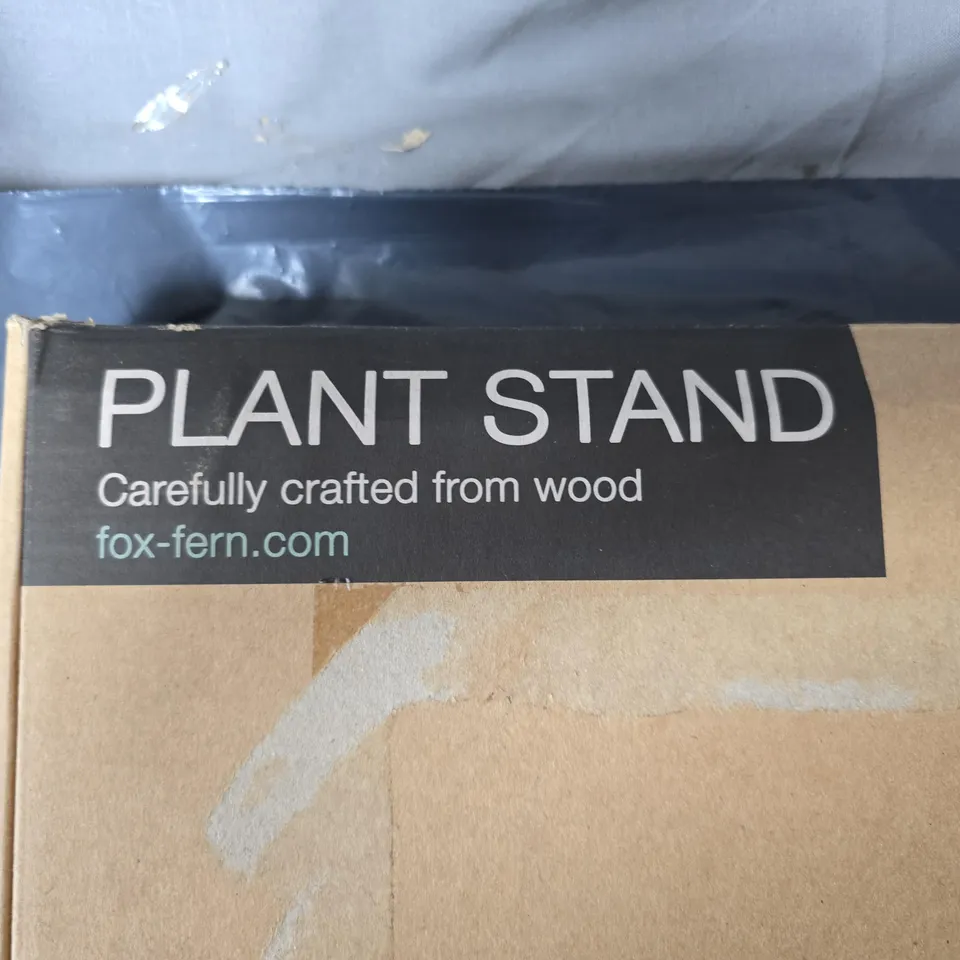 PLANT STAND
Carefully crafted from wood
fox-fern.com